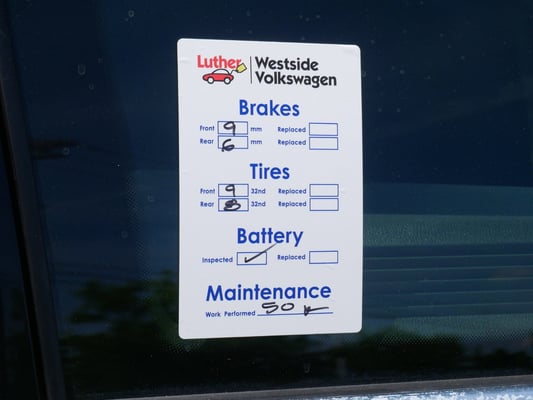 Luther Westside
Volkswagen
Brakes
Front 9 mm Replaced
Rear 6 mm Replaced
Tires
Front 9 32nd Replaced
Rear 8 32nd Replaced
Battery
Inspected ✓ Replaced
Maintenance
Work Performed 50 K